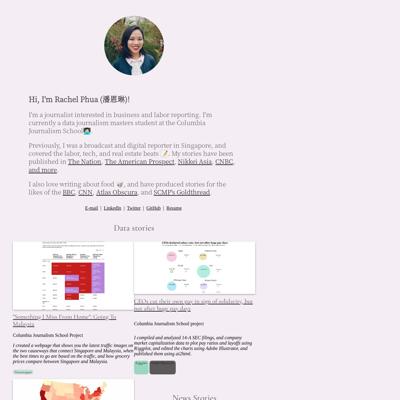 Hi, I'm Rachel Phua (潘恩琳)!
I'm a journalist interested in business and labor reporting. I'm
currently a data journalism masters student at the Columbia
Journalism School
Previously, I was a broadcast and digital reporter in Singapore, and
covered the labor, tech, and real estate beats 📝. My stories have been
published in The Nation, The American Prospect, Nikkei Asia, CNBC,
and more.
I also love writing about food, and have produced stories for the
likes of the BBC, CNN, Atlas Obscura, and SCMP's Goldthread.
E-mail | LinkedIn | Twitter | GitHub | Resume
Data stories
"Something I Miss From Home": Going To
Malaysia
Columbia Journalism School Project
I created a webpage that shows you the latest traffic images on
the two causeways that connect Singapore and Malaysia, when
the best times to go are based on the traffic, and how grocery
prices compare between Singapore and Malaysia.
CEOs cut their own pay in sign of solidarity, but
not after huge pay days
Columbia Journalism School project
I compiled and analyzed 14-A SEC filings, and company
market capitalization data to plot pay ratios and layoffs using
R/ggplot, and edited the charts using Adobe Illustrator, and
published them using ai2html.
News Stories